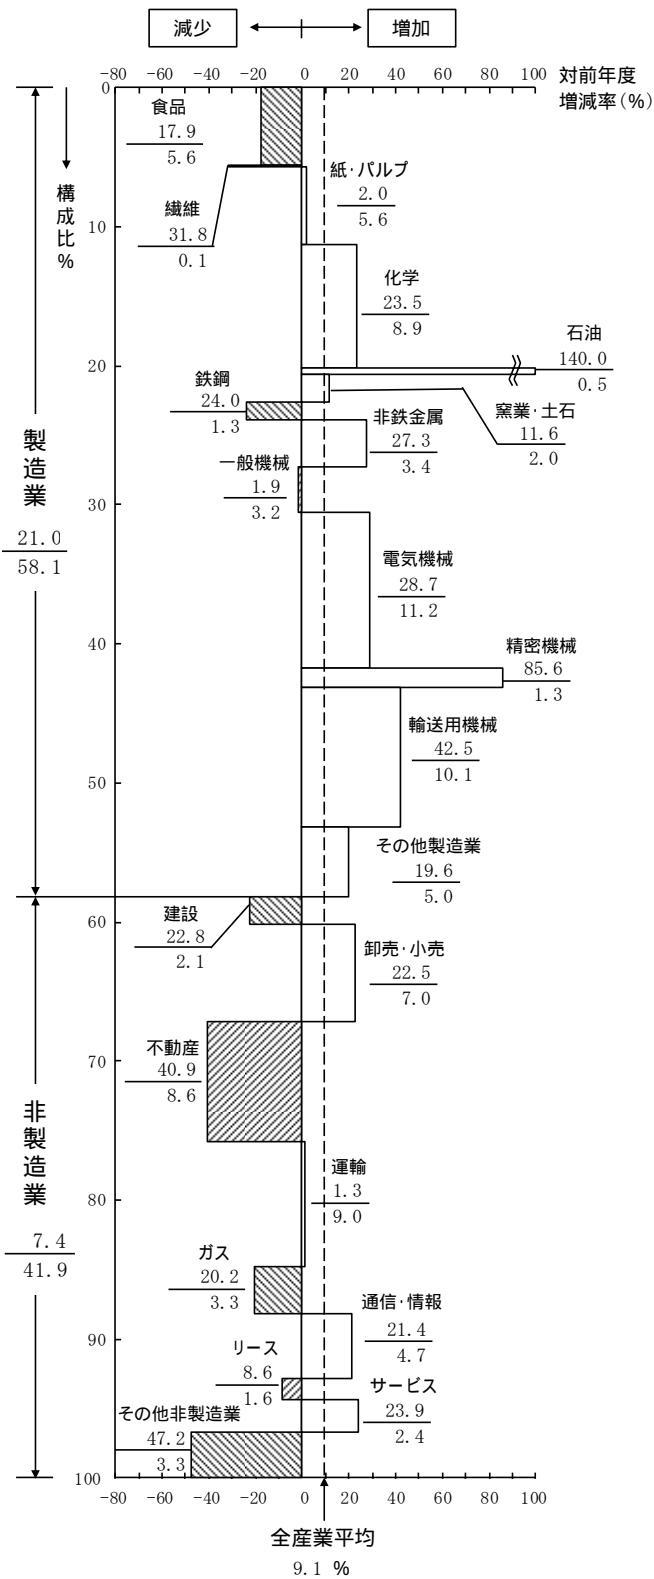 減少 増加
-80 -60 -40 -20 0 20 40 60 80 100 対前年度
増減率(%)
0
構成比%
食品
17.9
5.6
紙・パルプ
2.0
5.6
繊維
31.8
0.1
10
化学
23.5
8.9
石油
140.0
0.5
20
鉄鋼
24.0
1.3
窯業・土石
11.6
2.0
非鉄金属
27.3
3.4
一般機械
1.9
3.2
30
製造業
21.0
58.1
電気機械
28.7
11.2
40
精密機械
85.6
1.3
輸送用機械
42.5
10.1
50
その他製造業
19.6
5.0
建設
22.8
2.1
60
卸売・小売
22.5
7.0
不動産
40.9
8.6
70
非製造業
7.4
41.9
運輸
1.3
9.0
80
ガス
20.2
3.3
通信・情報
21.4
4.7
90
リース
8.6
1.6
サービス
23.9
2.4
その他非製造業
47.2
3.3
100
-80 -60 -40 -20 0 20 40 60 80 100
全産業平均
9.1 %